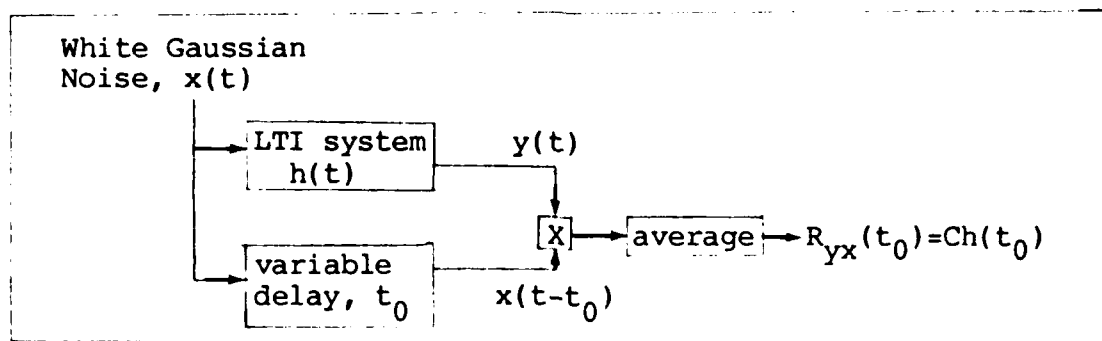 White Gaussian
Noise, x(t)
LTI system
h(t)
y(t)
X
average
R_yx(t_0)=Ch(t_0)
variable
delay, t_0
x(t-t_0)